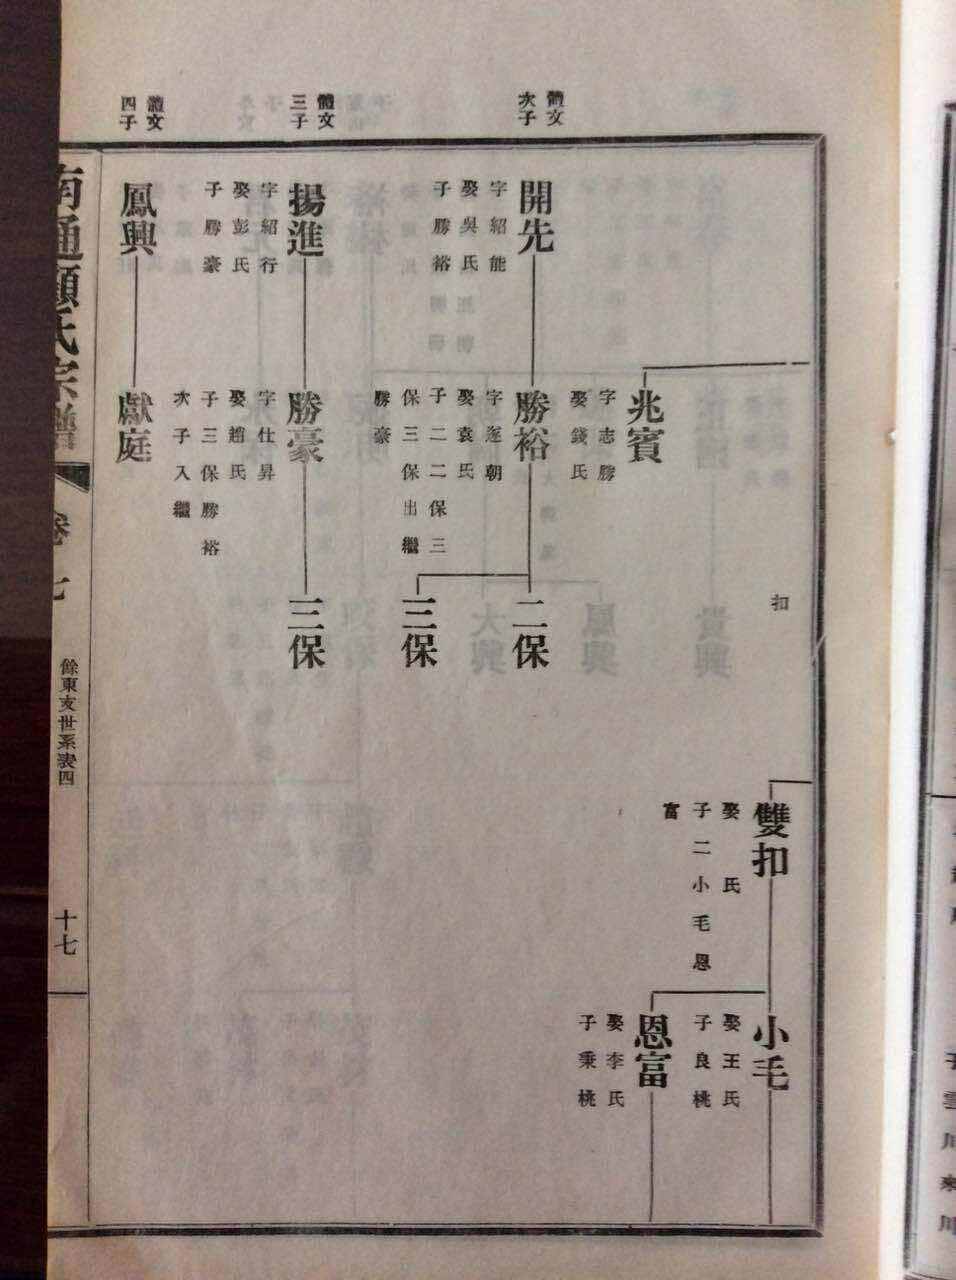 扣
雙扣
娶　氏
子二小毛恩
富
小毛
娶王氏
子良桃
恩富
娶李氏
子秉桃
兆賓
字志勝
娶錢氏
體文
次子
開先
字紹能
娶吳氏
子勝裕
勝裕
字逐朝
娶袁氏
子二二保三
保三保出繼
勝豪
二保
三保
體文
三子
揚進
字紹行
娶彭氏
子勝豪
勝豪
字仕昇
娶趙氏
子三保勝裕
次子入繼
三保
體文
四子
鳳興
獻庭
南通顧氏宗譜
卷七
餘東支世系表四
十七